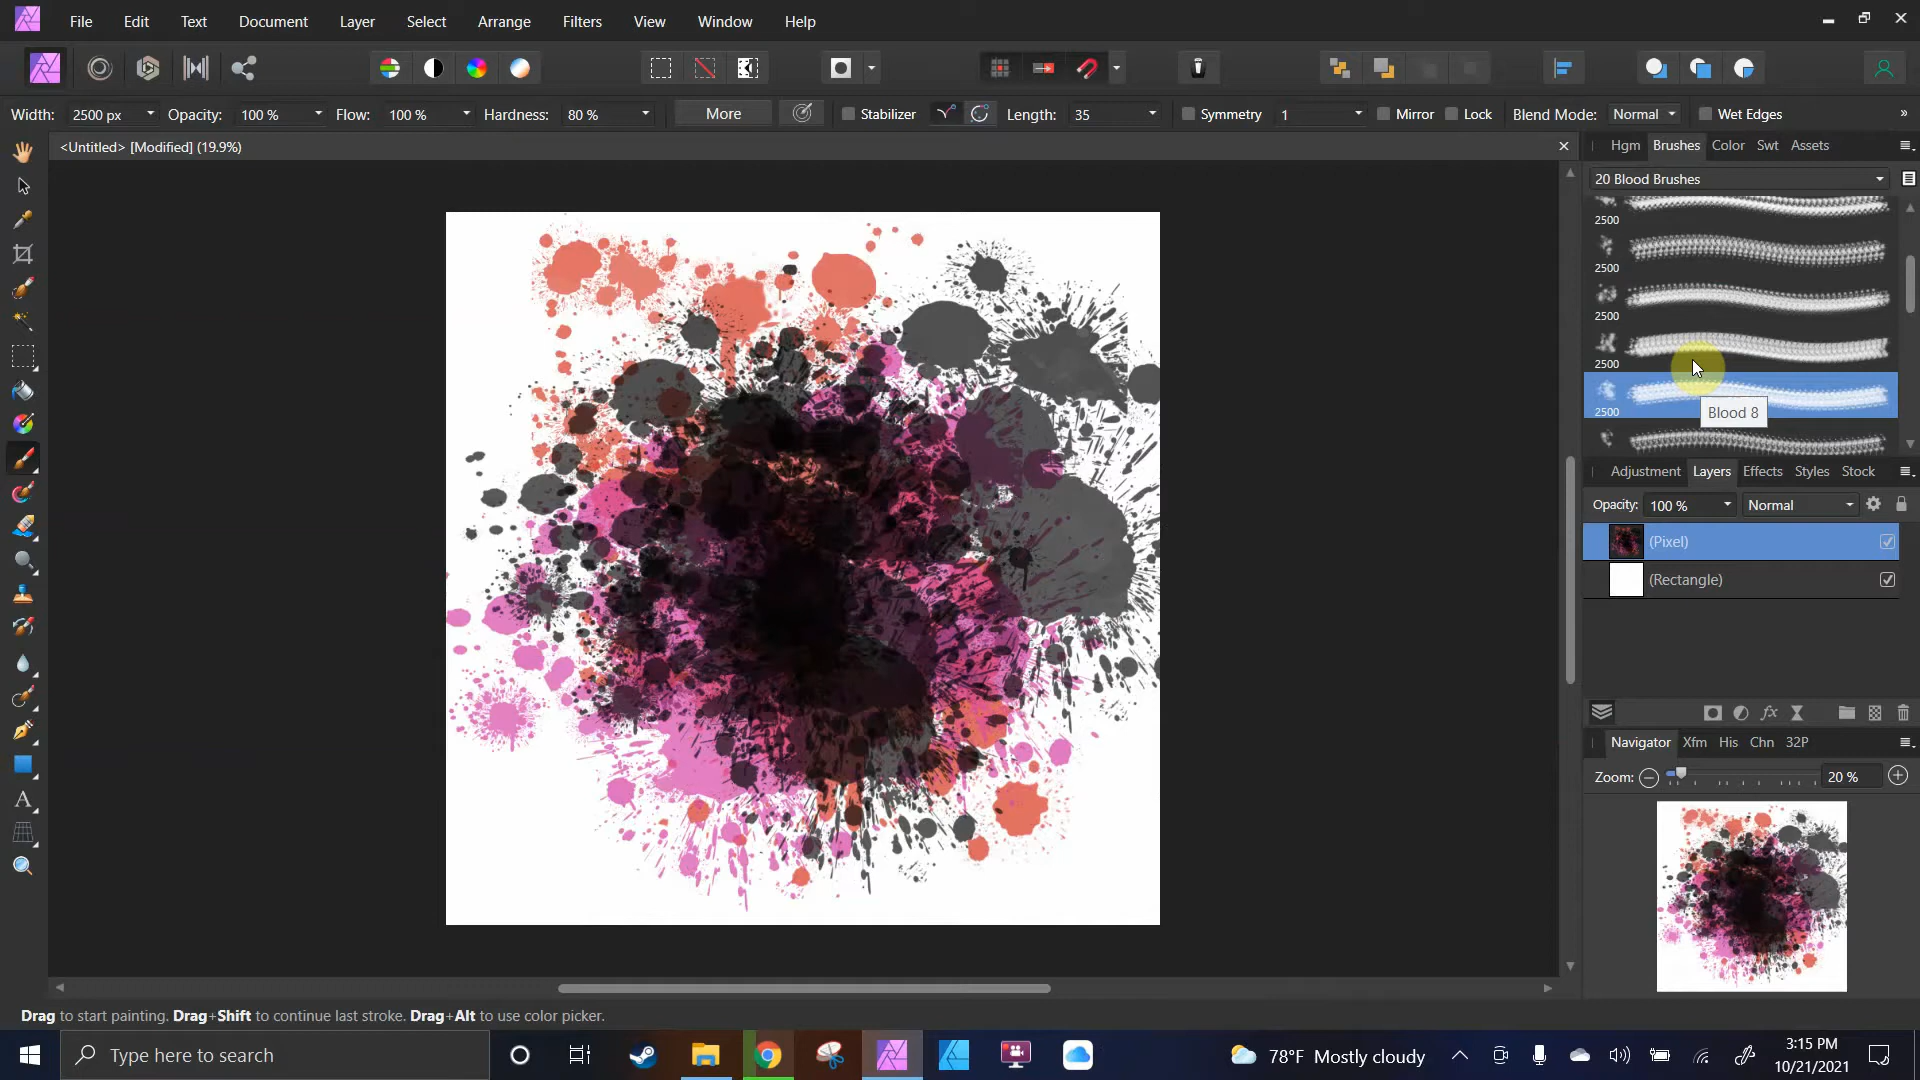 File Edit Text Document Layer Select Arrange Filters View Window Help
Width: 2500 px Opacity: 100 % Flow: 100 % Hardness: 80 % More Stabilizer Length: 35 Symmetry 1 Mirror Lock Blend Mode: Normal Wet Edges »
<Untitled> [Modified] (19.9%)
Hgm Brushes Color Swt Assets
20 Blood Brushes
2500
2500
2500
2500
2500
Blood 8
Adjustment Layers Effects Styles Stock
Opacity: 100 % Normal
(Pixel)
(Rectangle)
fx
Navigator Xfm His Chn 32P
Zoom: 20 %
Drag to start painting. Drag+Shift to continue last stroke. Drag+Alt to use color picker.
Type here to search
78°F Mostly cloudy
3:15 PM
10/21/2021